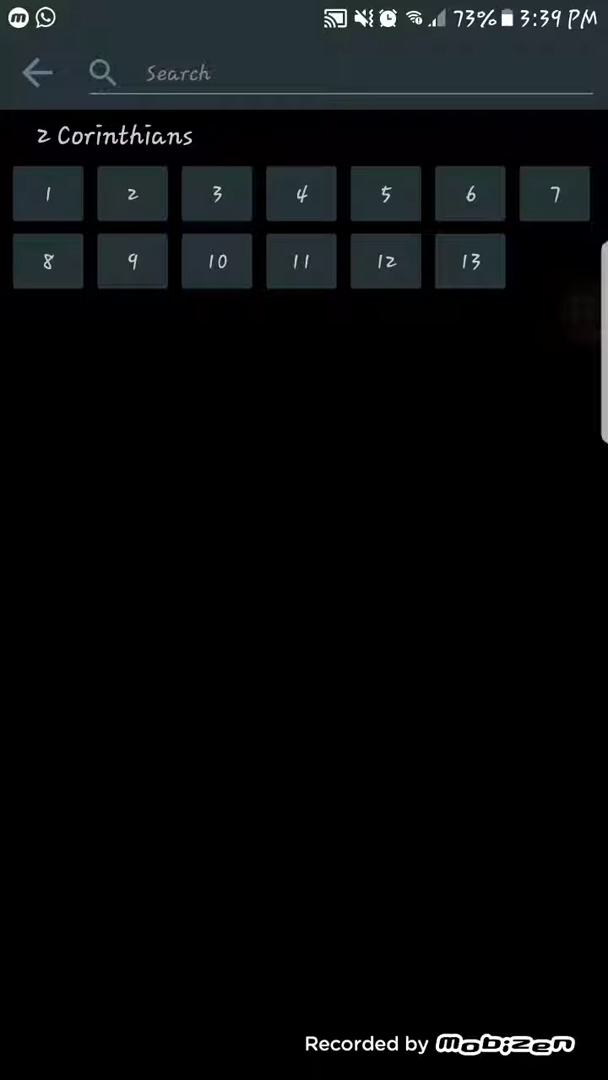 73% 3:39 PM
Search
2 Corinthians
1 2 3 4 5 6 7
8 9 10 11 12 13
Recorded by mobizen